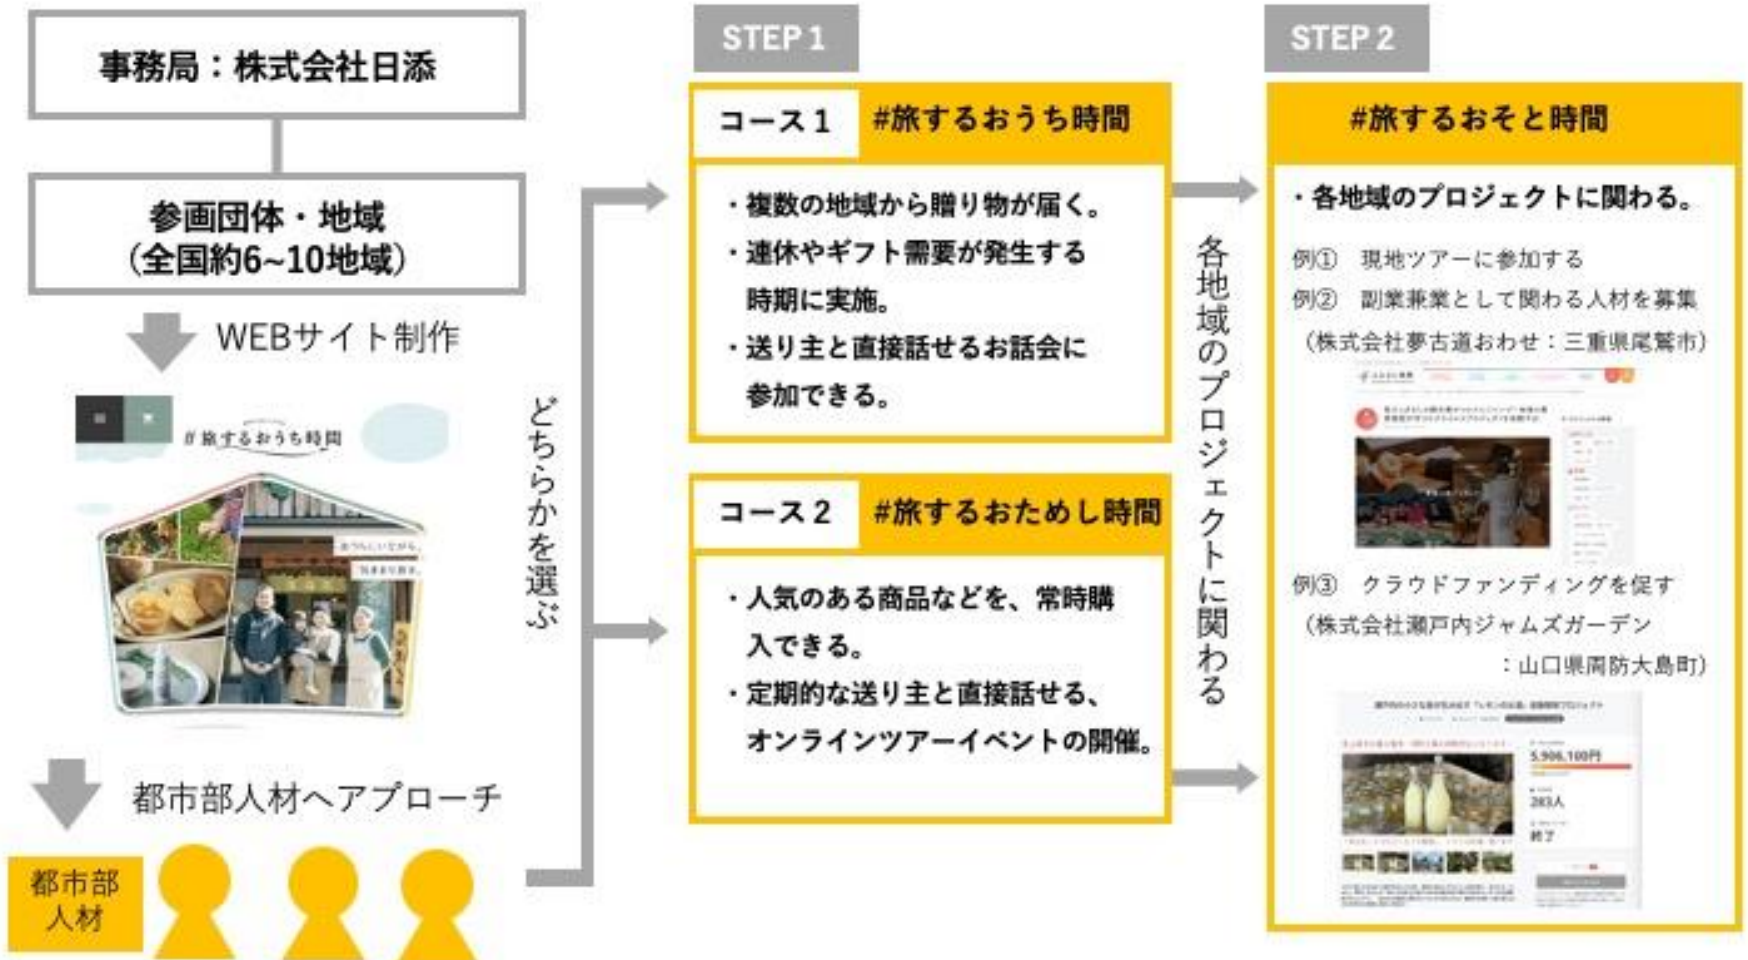 事務局：株式会社日添
参画団体・地域
（全国約6~10地域）
WEBサイト制作
#旅するおうち時間
都市部人材へアプローチ
都市部
人材
どちらかを選ぶ
STEP 1
コース 1
#旅するおうち時間
・複数の地域から贈り物が届く。
・連休やギフト需要が発生する
時期に実施。
・送り主と直接話せるお話会に
参加できる。
コース 2
#旅するおためし時間
・人気のある商品などを、常時購
入できる。
・定期的な送り主と直接話せる、
オンラインツアーイベントの開催。
各地域のプロジェクトに関わる
STEP 2
#旅するおそと時間
・各地域のプロジェクトに関わる。
例①　現地ツアーに参加する
例②　副業兼業として関わる人材を募集
（株式会社夢古道おわせ：三重県尾鷲市）
例③　クラウドファンディングを促す
（株式会社瀬戸内ジャムズガーデン
：山口県周防大島町）
5,906,100円
283人
終了